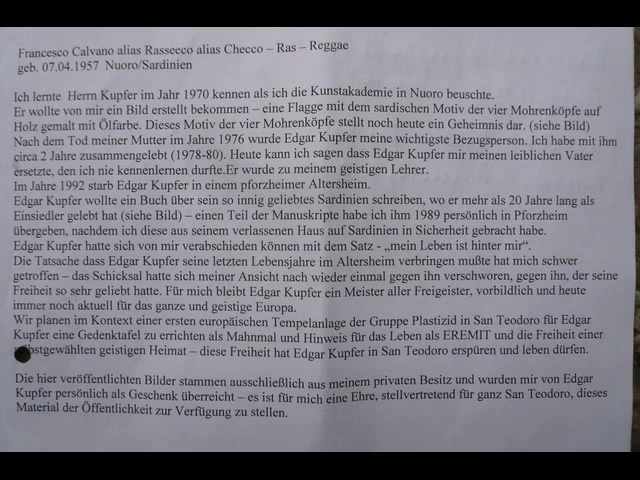 Francesco Calvano alias Rasseeco alias Checco – Ras – Reggae
geb. 07.04.1957 Nuoro/Sardinien
Ich lernte Herrn Kupfer im Jahr 1970 kennen als ich die Kunstakademie in Nuoro beuschte.
Er wollte von mir ein Bild erstellt bekommen – eine Flagge mit dem sardischen Motiv der vier Mohrenköpfe auf
Holz gemalt mit Ölfarbe. Dieses Motiv der vier Mohrenköpfe stellt noch heute ein Geheimnis dar. (siehe Bild)
Nach dem Tod meiner Mutter im Jahre 1976 wurde Edgar Kupfer meine wichtigste Bezugsperson. Ich habe mit ihm
circa 2 Jahre zusammengelebt (1978-80). Heute kann ich sagen dass Edgar Kupfer mir meinen leiblichen Vater
ersetzte, den ich nie kennenlernen durfte.Er wurde zu meinem geistigen Lehrer.
Im Jahre 1992 starb Edgar Kupfer in einem pforzheimer Altersheim.
Edgar Kupfer wollte ein Buch über sein so innig geliebtes Sardinien schreiben, wo er mehr als 20 Jahre lang als
Einsiedler gelebt hat (siehe Bild) – einen Teil der Manuskripte habe ich ihm 1989 persönlich in Pforzheim
übergeben, nachdem ich diese aus seinem verlassenen Haus auf Sardinien in Sicherheit gebracht habe.
Edgar Kupfer hatte sich von mir verabschieden können mit dem Satz - „mein Leben ist hinter mir“.
Die Tatsache dass Edgar Kupfer seine letzten Lebensjahre im Altersheim verbringen mußte hat mich schwer
getroffen – das Schicksal hatte sich meiner Ansicht nach wieder einmal gegen ihn verschworen, gegen ihn, der seine
Freiheit so sehr geliebt hatte. Für mich bleibt Edgar Kupfer ein Meister aller Freigeister, vorbildlich und heute
immer noch aktuell für das ganze und geistige Europa.
Wir planen im Kontext einer ersten europäischen Tempelanlage der Gruppe Plastizid in San Teodoro für Edgar
Kupfer eine Gedenktafel zu errichten als Mahnmal und Hinweis für das Leben als EREMIT und die Freiheit einer
selbstgewählten geistigen Heimat – diese Freiheit hat Edgar Kupfer in San Teodoro erspüren und leben dürfen.
Die hier veröffentlichten Bilder stammen ausschließlich aus meinem privaten Besitz und wurden mir von Edgar
Kupfer persönlich als Geschenk überreicht – es ist für mich eine Ehre, stellvertretend für ganz San Teodoro, dieses
Material der Öffentlichkeit zur Verfügung zu stellen.